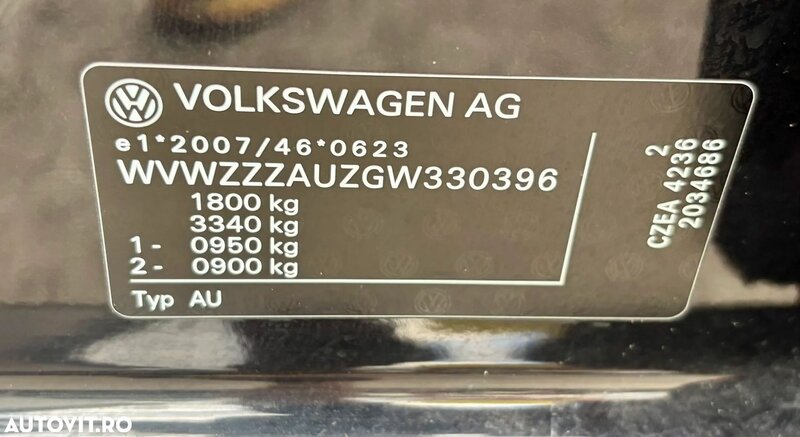 VOLKSWAGEN AG
e1*2007/46*0623
WVWZZZAUZGW330396
1800 kg
3340 kg
1 - 0950 kg
2 - 0900 kg
Typ AU
2
CZEA 4236
2034686
AUTOVIT.RO